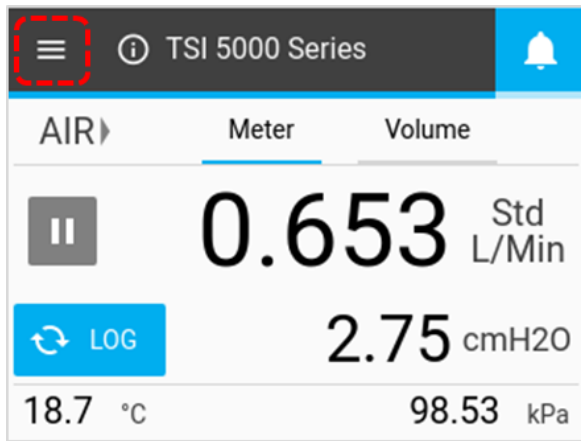 TSI 5000 Series
AIR Meter Volume
0.653 Std L/Min
LOG 2.75 cmH2O
18.7 °C 98.53 kPa